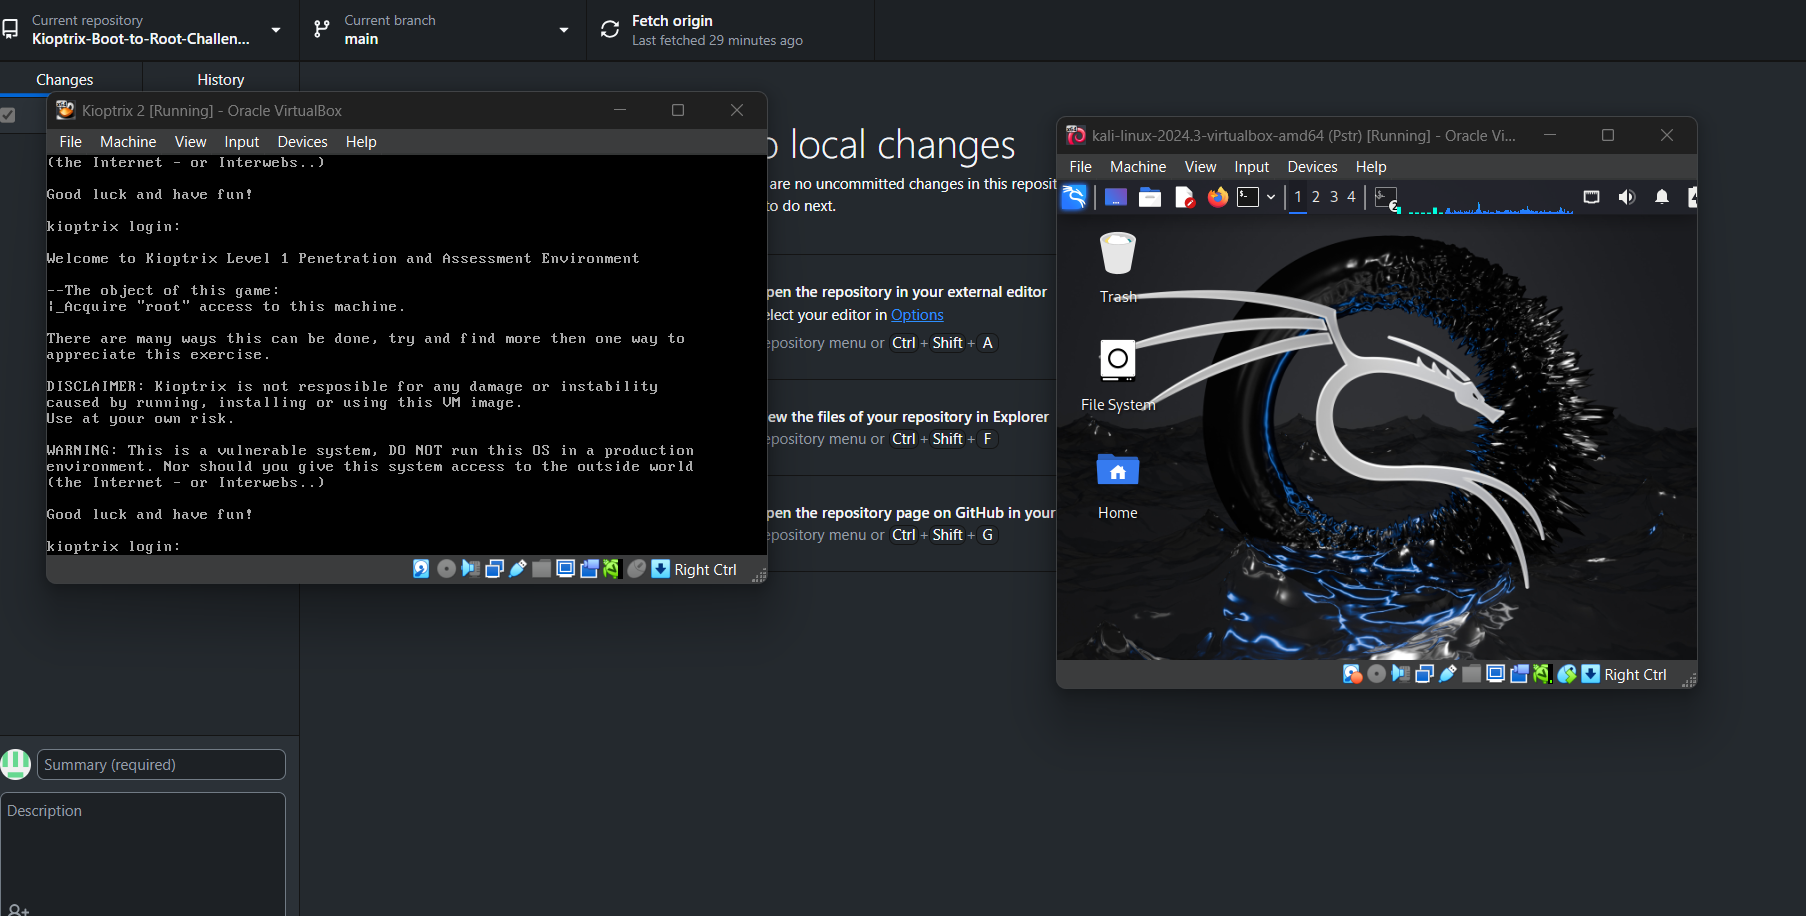 Current repository
Kioptrix-Boot-to-Root-Challen...
Current branch
main
Fetch origin
Last fetched 29 minutes ago
Changes
History
Kioptrix 2 [Running] - Oracle VirtualBox
File Machine View Input Devices Help
(the Internet - or Interwebs..)
Good luck and have fun!
kioptrix login:
Welcome to Kioptrix Level 1 Penetration and Assessment Environment
--The object of this game:
¦_Acquire "root" access to this machine.
There are many ways this can be done, try and find more then one way to
appreciate this exercise.
DISCLAIMER: Kioptrix is not resposible for any damage or instability
caused by running, installing or using this VM image.
Use at your own risk.
WARNING: This is a vulnerable system, DO NOT run this OS in a production
environment. Nor should you give this system access to the outside world
(the Internet - or Interwebs..)
Good luck and have fun!
kioptrix login:
Right Ctrl
local changes
are no uncommitted changes in this reposit
to do next.
pen the repository in your external editor
elect your editor in Options
epository menu or Ctrl + Shift + A
ew the files of your repository in Explorer
epository menu or Ctrl + Shift + F
pen the repository page on GitHub in your
epository menu or Ctrl + Shift + G
kali-linux-2024.3-virtualbox-amd64 (Pstr) [Running] - Oracle Vi...
File Machine View Input Devices Help
1 2 3 4
2
Trash
File System
Home
Right Ctrl
Summary (required)
Description